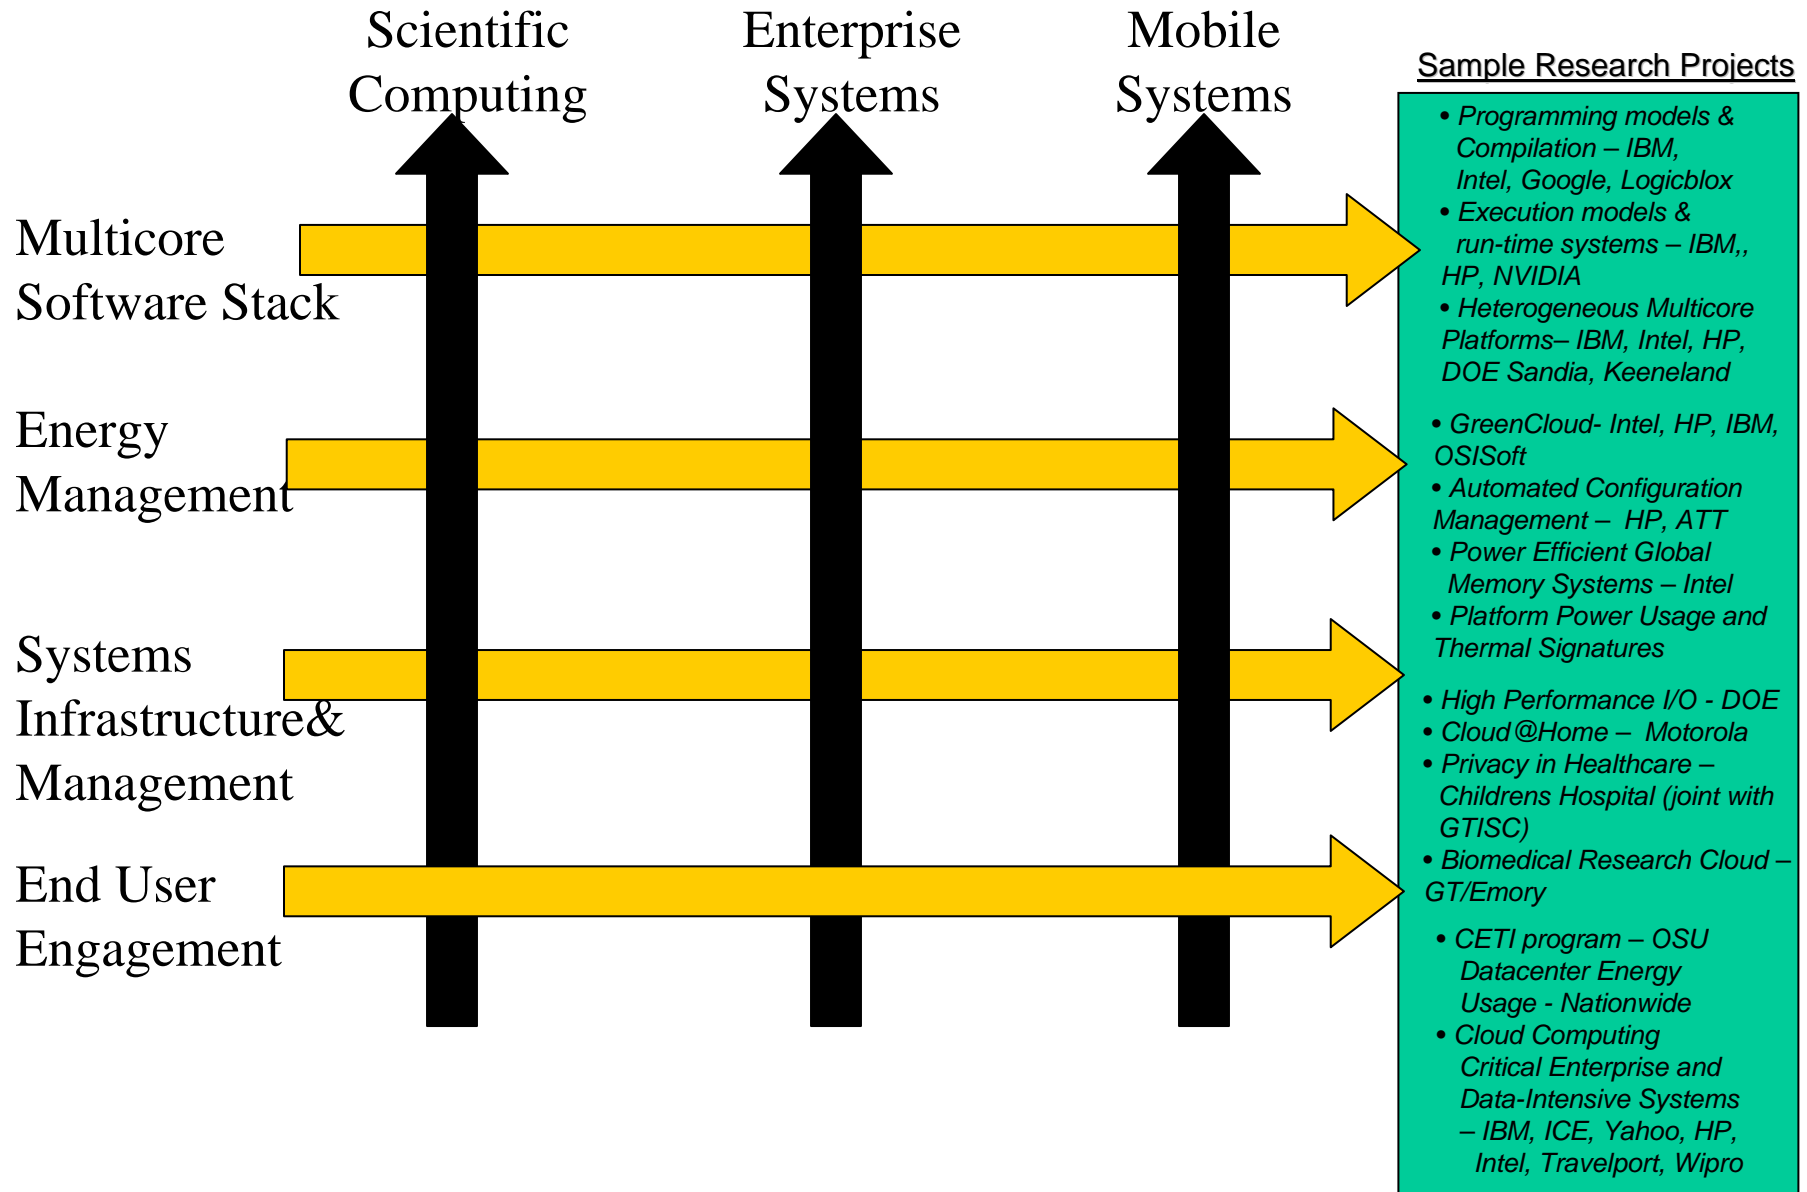 Scientific
Computing
Enterprise
Systems
Mobile
Systems
Multicore
Software Stack
Energy
Management
Systems
Infrastructure&
Management
End User
Engagement
Sample Research Projects
• Programming models &
Compilation – IBM,
Intel, Google, Logicblox
• Execution models &
run-time systems – IBM,,
HP, NVIDIA
• Heterogeneous Multicore
Platforms– IBM, Intel, HP,
DOE Sandia, Keeneland
• GreenCloud- Intel, HP, IBM,
OSISoft
• Automated Configuration
Management – HP, ATT
• Power Efficient Global
Memory Systems – Intel
• Platform Power Usage and
Thermal Signatures
• High Performance I/O - DOE
• Cloud@Home – Motorola
• Privacy in Healthcare –
Childrens Hospital (joint with
GTISC)
• Biomedical Research Cloud –
GT/Emory
• CETI program – OSU
Datacenter Energy
Usage - Nationwide
• Cloud Computing
Critical Enterprise and
Data-Intensive Systems
– IBM, ICE, Yahoo, HP,
Intel, Travelport, Wipro